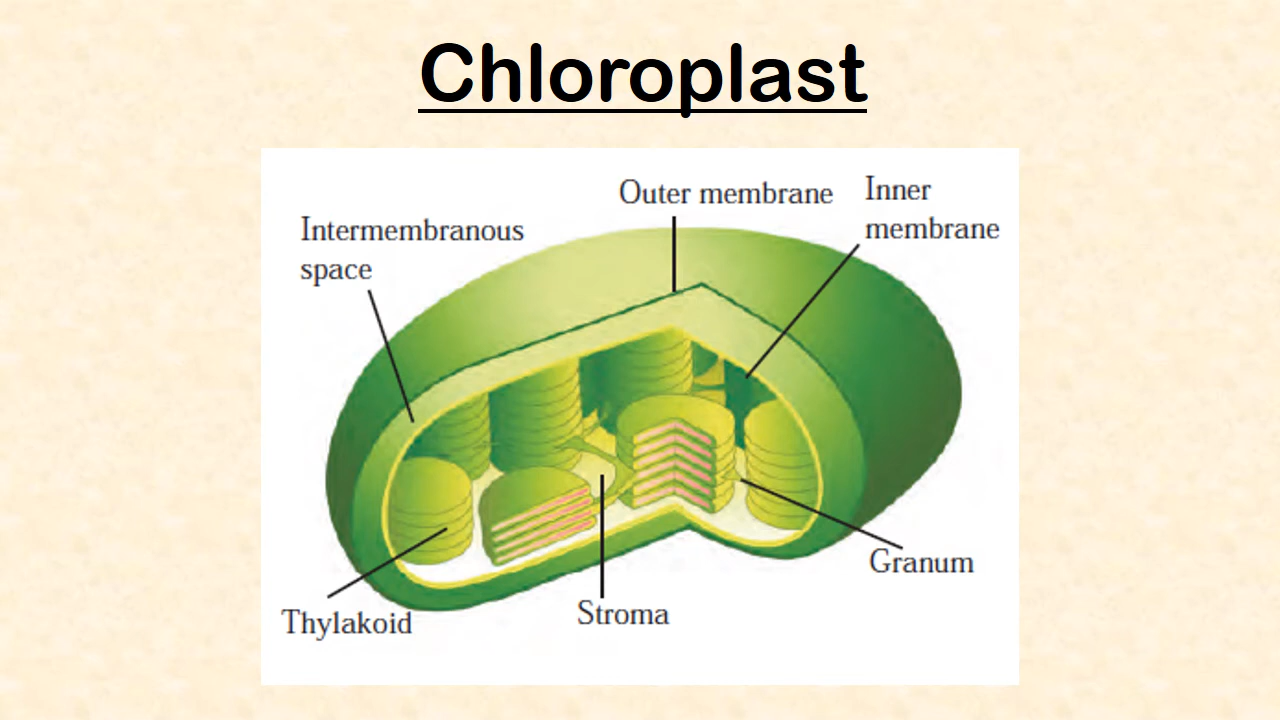 Chloroplast
Outer membrane
Inner
membrane
Intermembranous
space
Granum
Stroma
Thylakoid